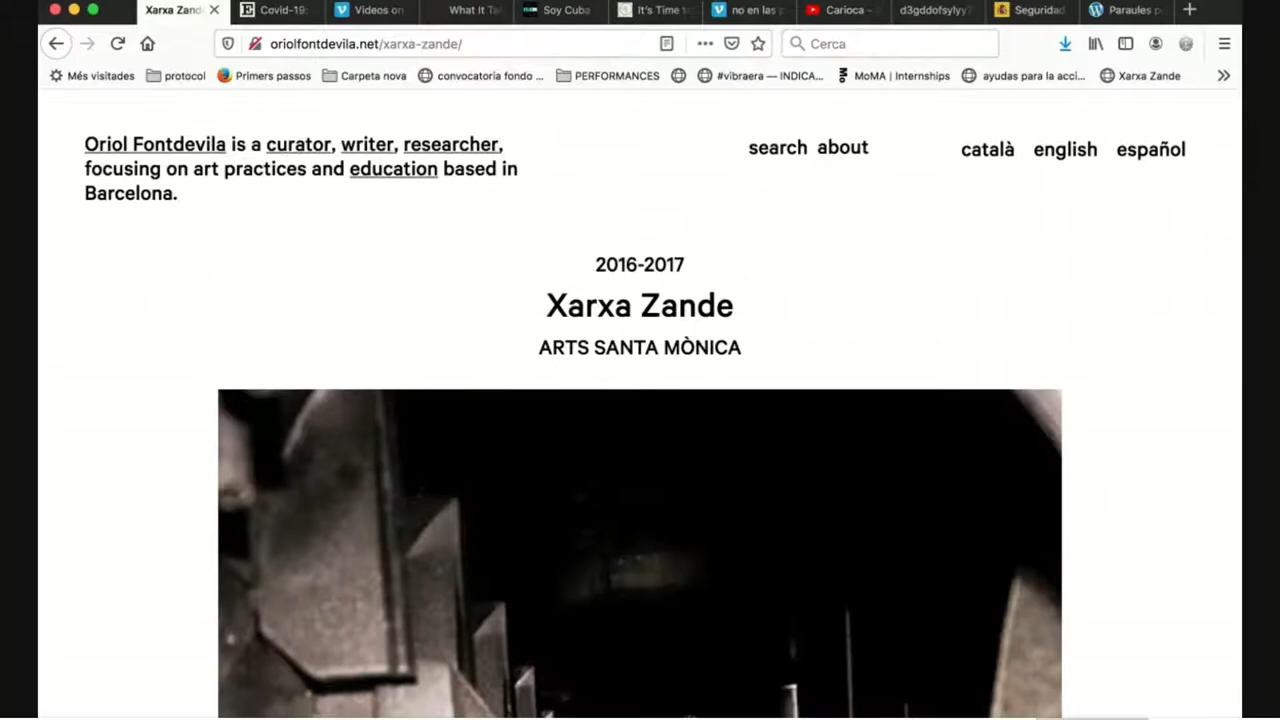 Xarxa Zande
Covid-19:
Videos on
What It Ta
Soy Cuba
It's Time t
no en las p
Carioca -
d3gddofsylyy?
Seguridad
Paraules p
oriolfontdevila.net/xarxa-zande/
Cerca
Més visitades
protocol
Primers passos
Carpeta nova
convocatoria fondo ...
PERFORMANCES
#vibraera — INDICA...
MoMA | Internships
ayudas para la acci...
Xarxa Zande
Oriol Fontdevila is a curator, writer, researcher,
focusing on art practices and education based in
Barcelona.
search about
català english español
2016-2017
Xarxa Zande
ARTS SANTA MÒNICA